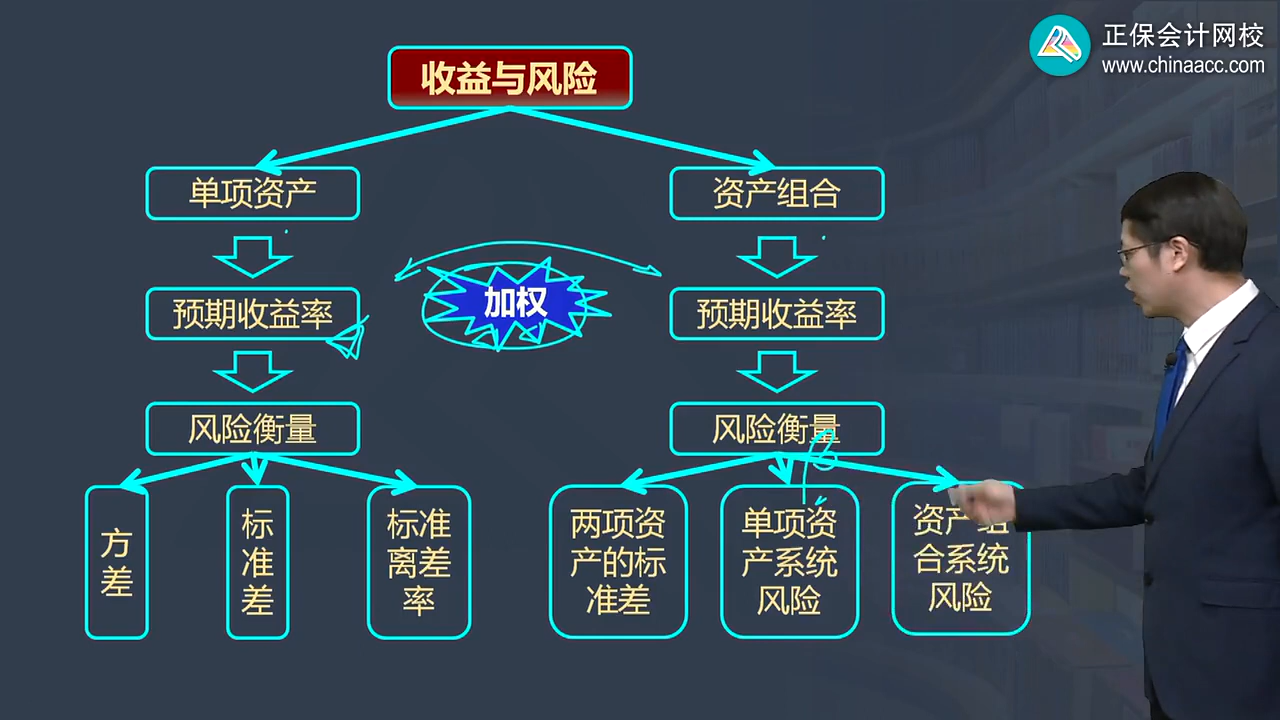 正保会计网校
www.chinaacc.com
收益与风险
单项资产
资产组合
预期收益率
加权
预期收益率
风险衡量
风险衡量
方
差
标
准
差
标准
离差
率
两项资
产的标
准差
单项资
产系统
风险
资产组
合系统
风险